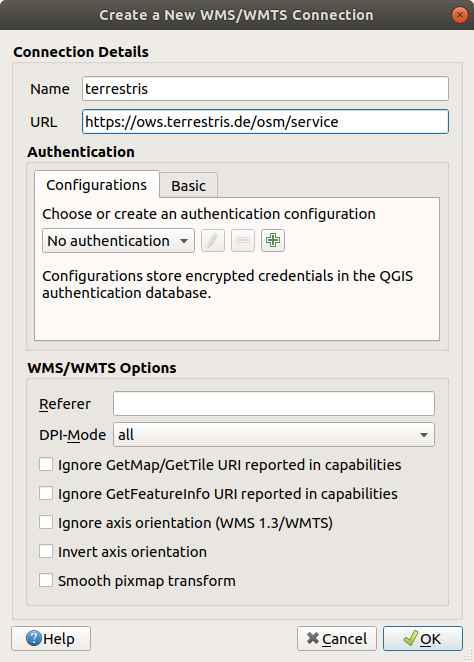 Create a New WMS/WMTS Connection
Connection Details
Name terrestris
URL https://ows.terrestris.de/osm/service
Authentication
Configurations Basic
Choose or create an authentication configuration
No authentication
Configurations store encrypted credentials in the QGIS
authentication database.
WMS/WMTS Options
Referer
DPI-Mode all
Ignore GetMap/GetTile URI reported in capabilities
Ignore GetFeatureInfo URI reported in capabilities
Ignore axis orientation (WMS 1.3/WMTS)
Invert axis orientation
Smooth pixmap transform
Help Cancel OK